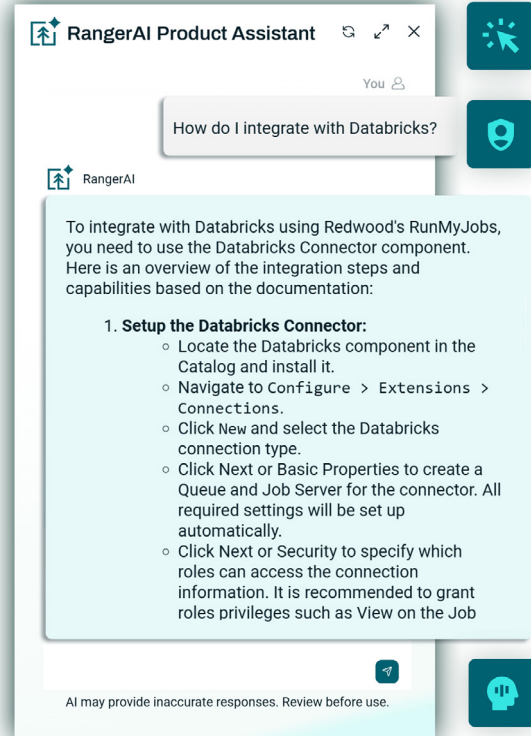 RangerAI Product Assistant
You
How do I integrate with Databricks?
RangerAI
To integrate with Databricks using Redwood's RunMyJobs,
you need to use the Databricks Connector component.
Here is an overview of the integration steps and
capabilities based on the documentation:
1. Setup the Databricks Connector:
○ Locate the Databricks component in the
Catalog and install it.
○ Navigate to Configure > Extensions >
Connections.
○ Click New and select the Databricks
connection type.
○ Click Next or Basic Properties to create a
Queue and Job Server for the connector. All
required settings will be set up
automatically.
○ Click Next or Security to specify which
roles can access the connection
information. It is recommended to grant
roles privileges such as View on the Job
AI may provide inaccurate responses. Review before use.